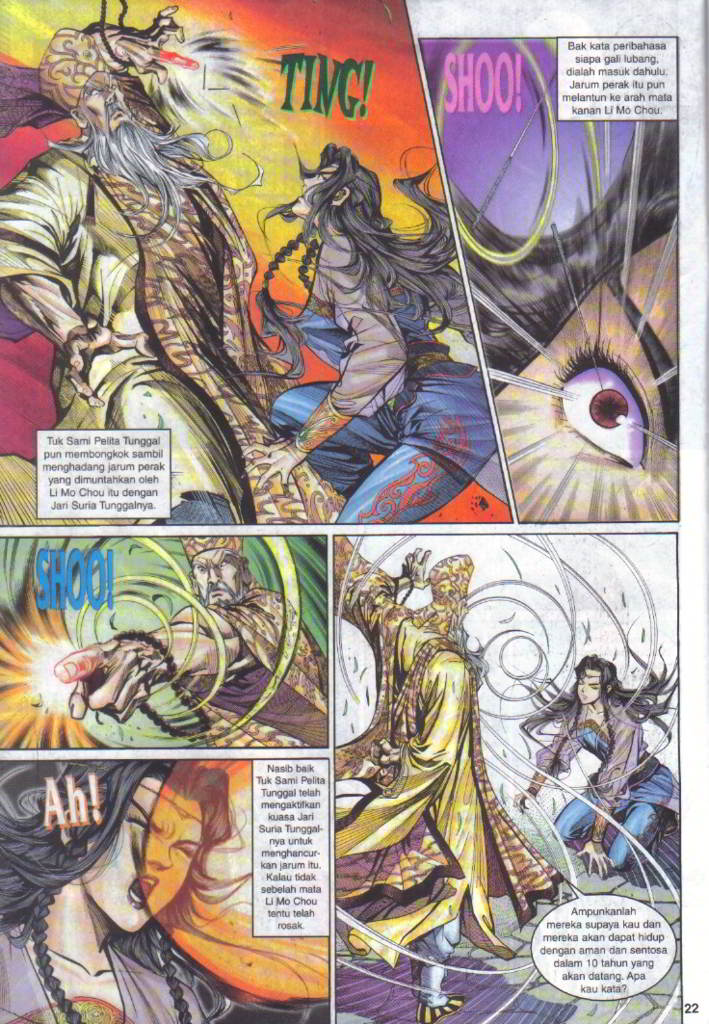 TING!
Tuk Sami Pelita Tunggal
pun membongkok sambil
menghadang jarum perak
yang dimuntahkan oleh
Li Mo Chou itu dengan
Jari Suria Tunggalnya.
SHOO!
Bak kata peribahasa
siapa gali lubang,
dialah masuk dahulu.
Jarum perak itu pun
melantun ke arah mata
kanan Li Mo Chou.
SHOO!
Ah!
Nasib baik
Tuk Sami Pelita
Tunggal telah
mengaktifkan
kuasa Jari
Suria Tunggal-
nya untuk
menghancur-
kan jarum itu.
Kalau tidak
sebelah mata
Li Mo Chou
tentu telah
rosak.
Ampunkanlah
mereka supaya kau dan
mereka akan dapat hidup
dengan aman dan sentosa
dalam 10 tahun yang
akan datang. Apa
kau kata?
22